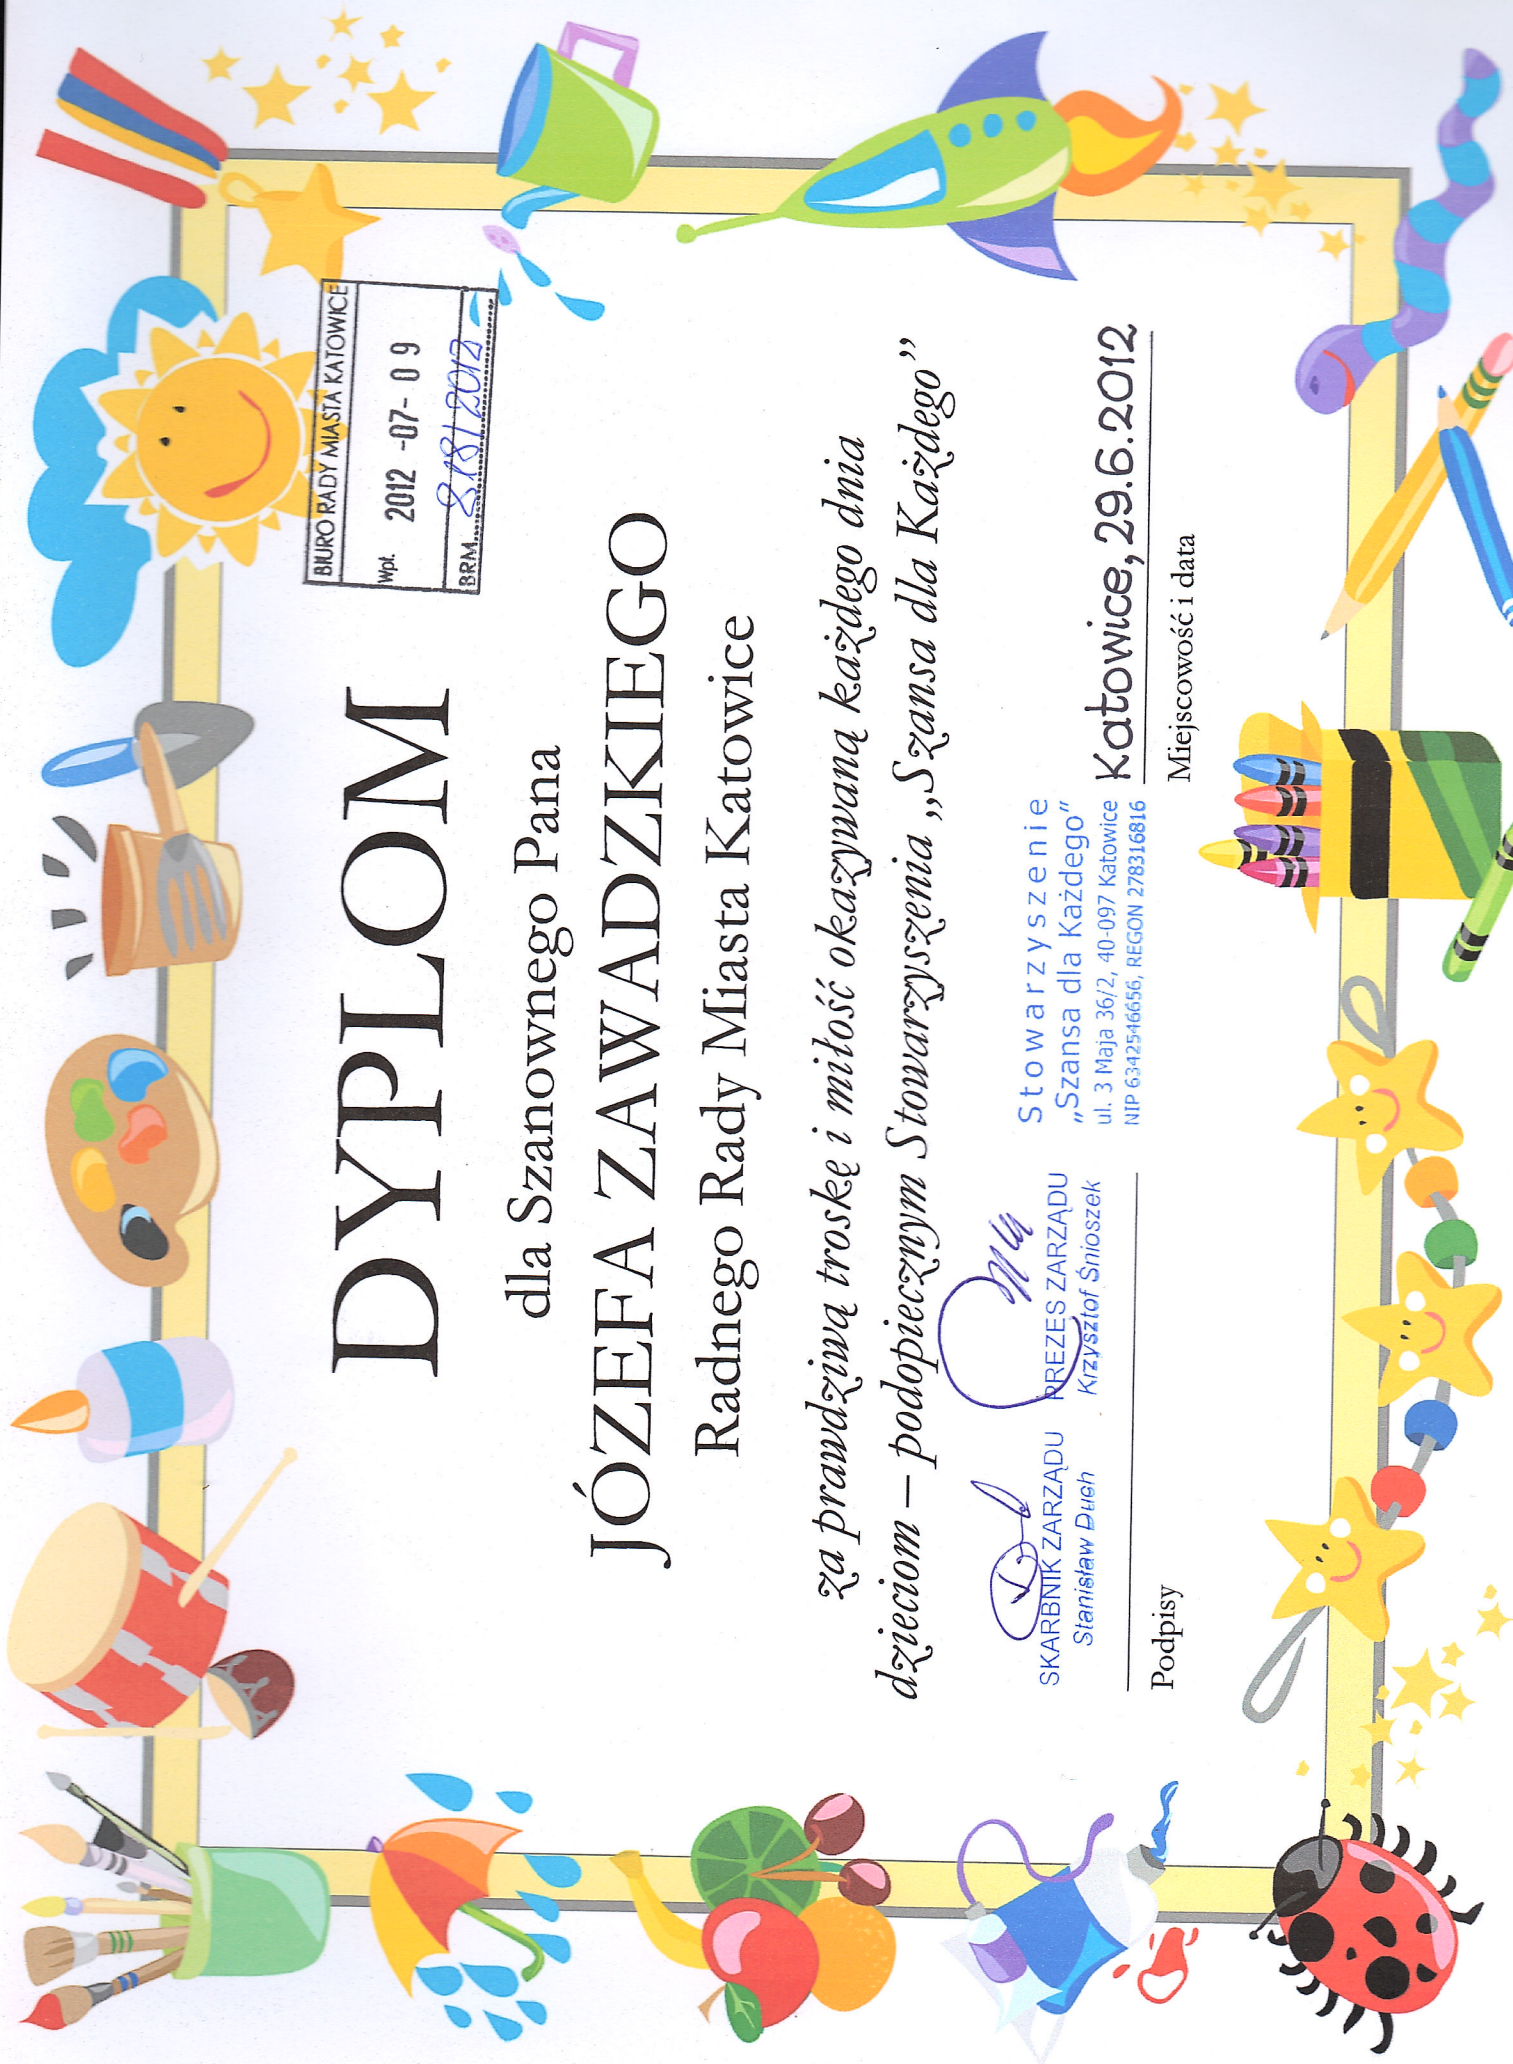 BIURO RADY MIASTA KATOWICE
Wpł. 2012 -07- 09
BRM 818/2012
DYPLOM
dla Szanownego Pana
JÓZEFA ZAWADZKIEGO
Radnego Rady Miasta Katowice
za prawdziwą troskę i miłość okazywaną każdego dnia
dzieciom – podopiecznym Stowarzyszenia „Szansa dla Każdego”
SKARBNIK ZARZĄDU
Stanisław Duch
PREZES ZARZĄDU
Krzysztof Śnioszek
Stowarzyszenie
„Szansa dla Każdego”
ul. 3 Maja 36/2, 40-097 Katowice
NIP 6342546656, REGON 278316816
Katowice, 29.6.2012
Podpisy
Miejscowość i data